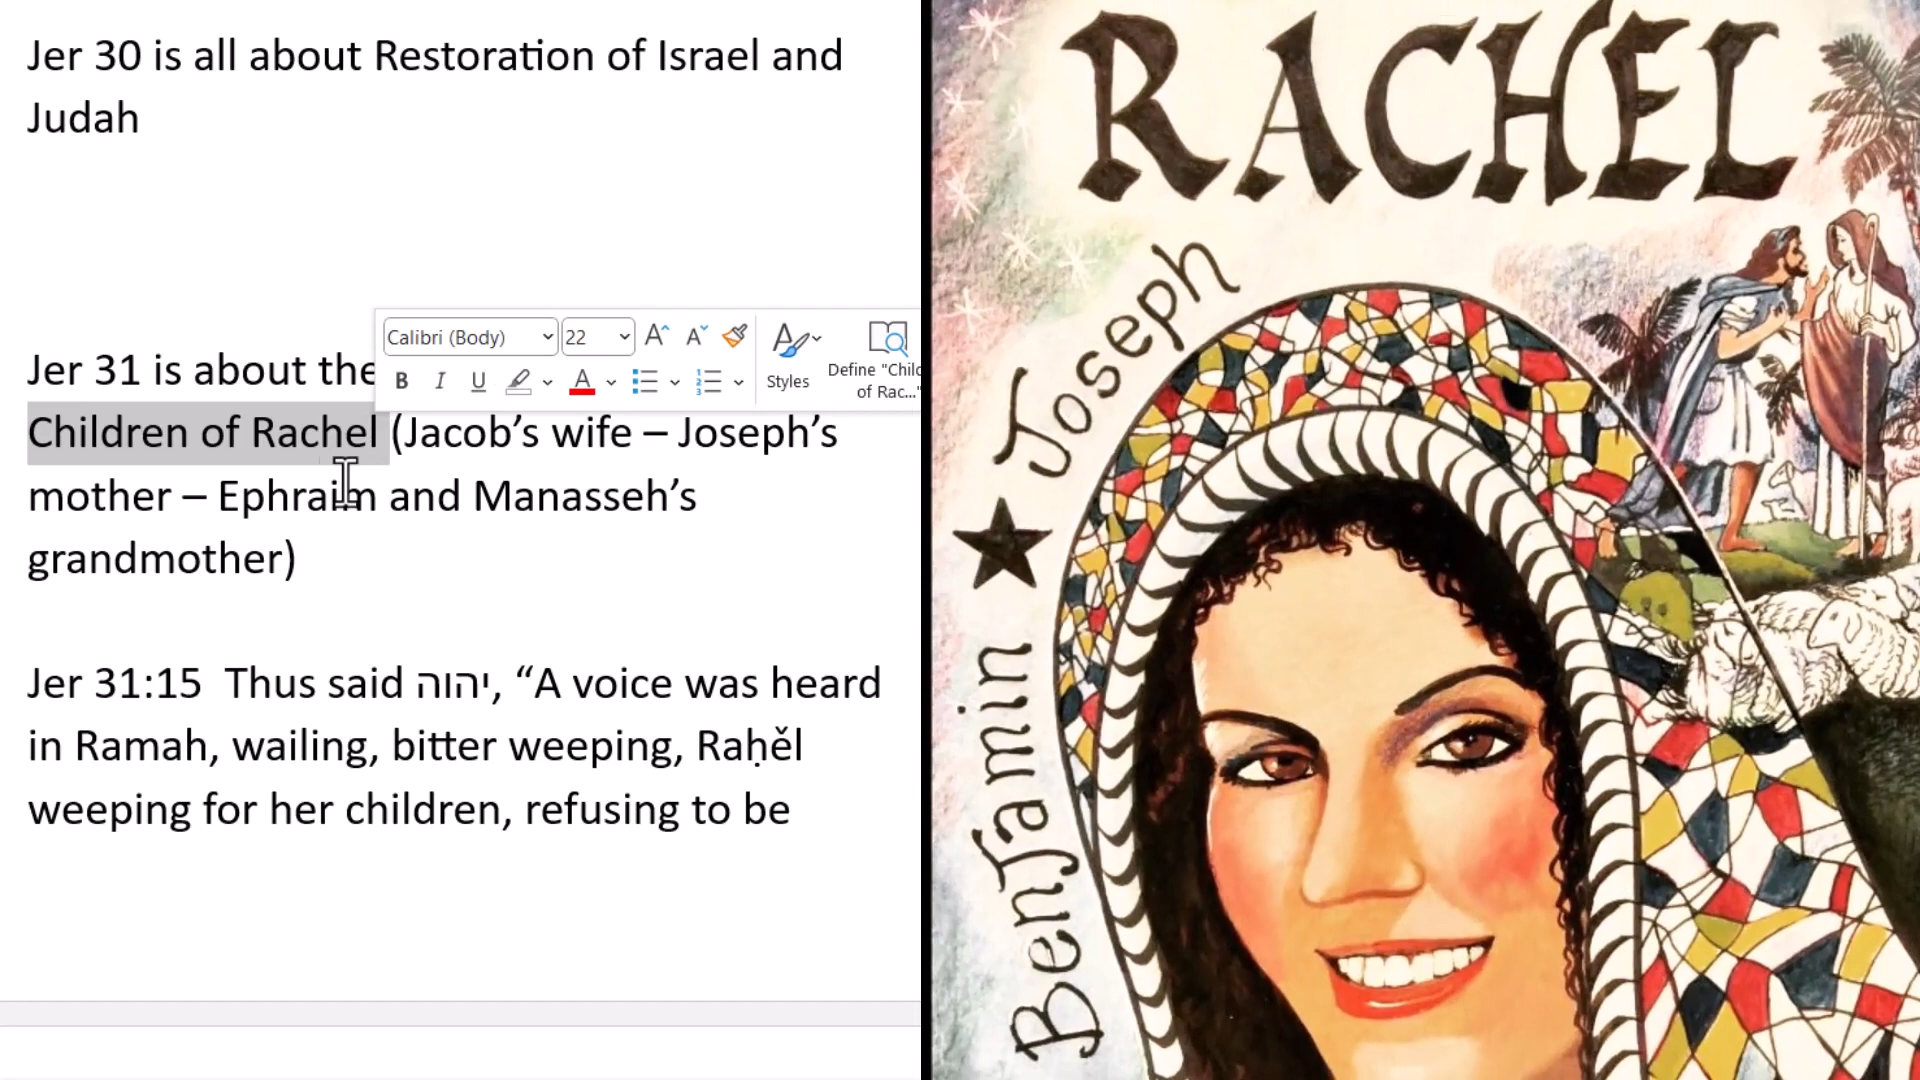 Jer 30 is all about Restoration of Israel and
Judah
Calibri (Body)
22
A^
Aˇ
B I U
A
Styles
Define "Chilc
of Rac..."
Jer 31 is about the
Children of Rachel (Jacob’s wife – Joseph’s
mother – Ephraim and Manasseh’s
grandmother)
Jer 31:15  Thus said יהוה, “A voice was heard
in Ramah, wailing, bitter weeping, Raḥěl
weeping for her children, refusing to be
RACHEL
Joseph
BenJamin